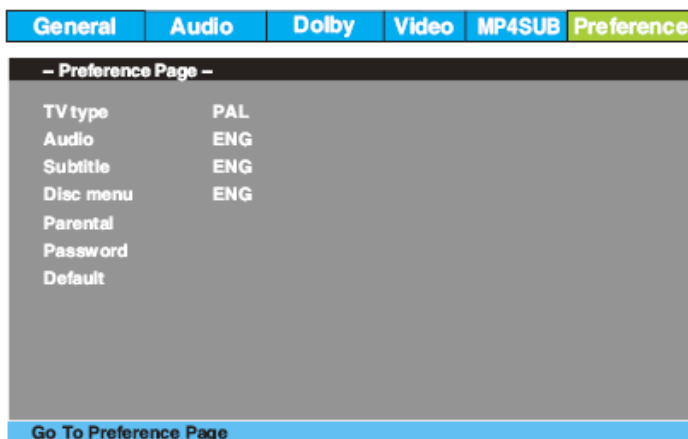 General Audio Dolby Video MP4SUB Preference
– Preference Page –
TV type PAL
Audio ENG
Subtitle ENG
Disc menu ENG
Parental
Password
Default
Go To Preference Page